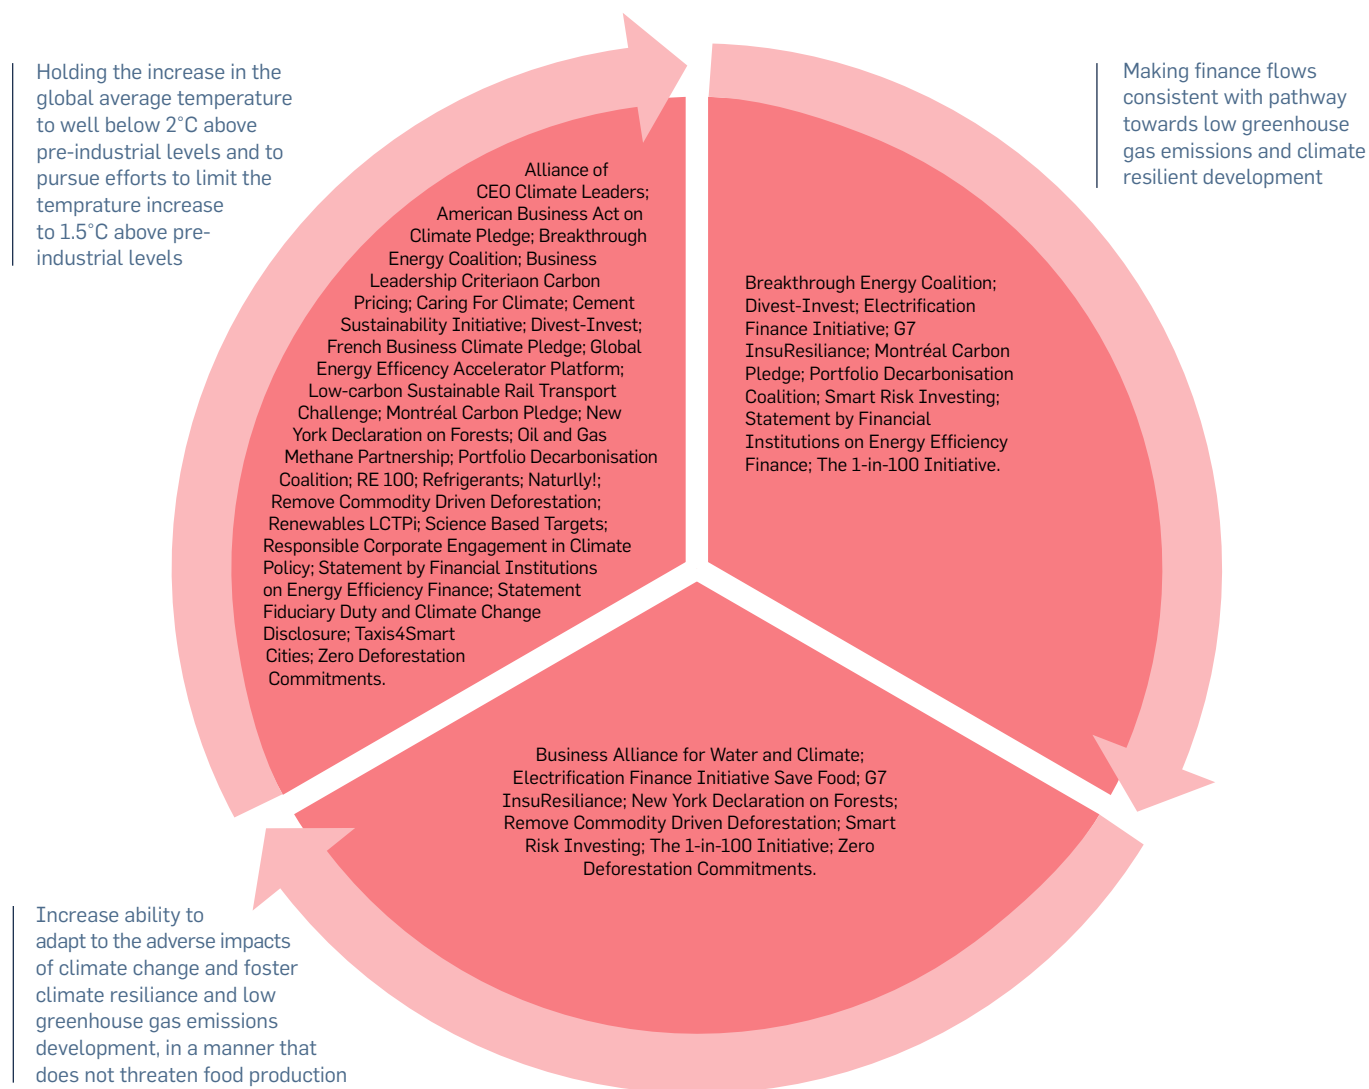 Holding the increase in the
global average temperature
to well below 2°C above
pre-industrial levels and to
pursue efforts to limit the
temprature increase
to 1.5°C above pre-
industrial levels
Making finance flows
consistent with pathway
towards low greenhouse
gas emissions and climate
resilient development
Alliance of
CEO Climate Leaders;
American Business Act on
Climate Pledge; Breakthrough
Energy Coalition; Business
Leadership Criteriaon Carbon
Pricing; Caring For Climate; Cement
Sustainability Initiative; Divest-Invest;
French Business Climate Pledge; Global
Energy Efficency Accelerator Platform;
Low-carbon Sustainable Rail Transport
Challenge; Montréal Carbon Pledge; New
York Declaration on Forests; Oil and Gas
Methane Partnership; Portfolio Decarbonisation
Coalition; RE 100; Refrigerants; Naturlly!;
Remove Commodity Driven Deforestation;
Renewables LCTPi; Science Based Targets;
Responsible Corporate Engagement in Climate
Policy; Statement by Financial Institutions
on Energy Efficiency Finance; Statement
Fiduciary Duty and Climate Change
Disclosure; Taxis4Smart
Cities; Zero Deforestation
Commitments.
Breakthrough Energy Coalition;
Divest-Invest; Electrification
Finance Initiative; G7
InsuResiliance; Montréal Carbon
Pledge; Portfolio Decarbonisation
Coalition; Smart Risk Investing;
Statement by Financial
Institutions on Energy Efficiency
Finance; The 1-in-100 Initiative.
Business Alliance for Water and Climate;
Electrification Finance Initiative Save Food; G7
InsuResiliance; New York Declaration on Forests;
Remove Commodity Driven Deforestation; Smart
Risk Investing; The 1-in-100 Initiative; Zero
Deforestation Commitments.
Increase ability to
adapt to the adverse impacts
of climate change and foster
climate resiliance and low
greenhouse gas emissions
development, in a manner that
does not threaten food production